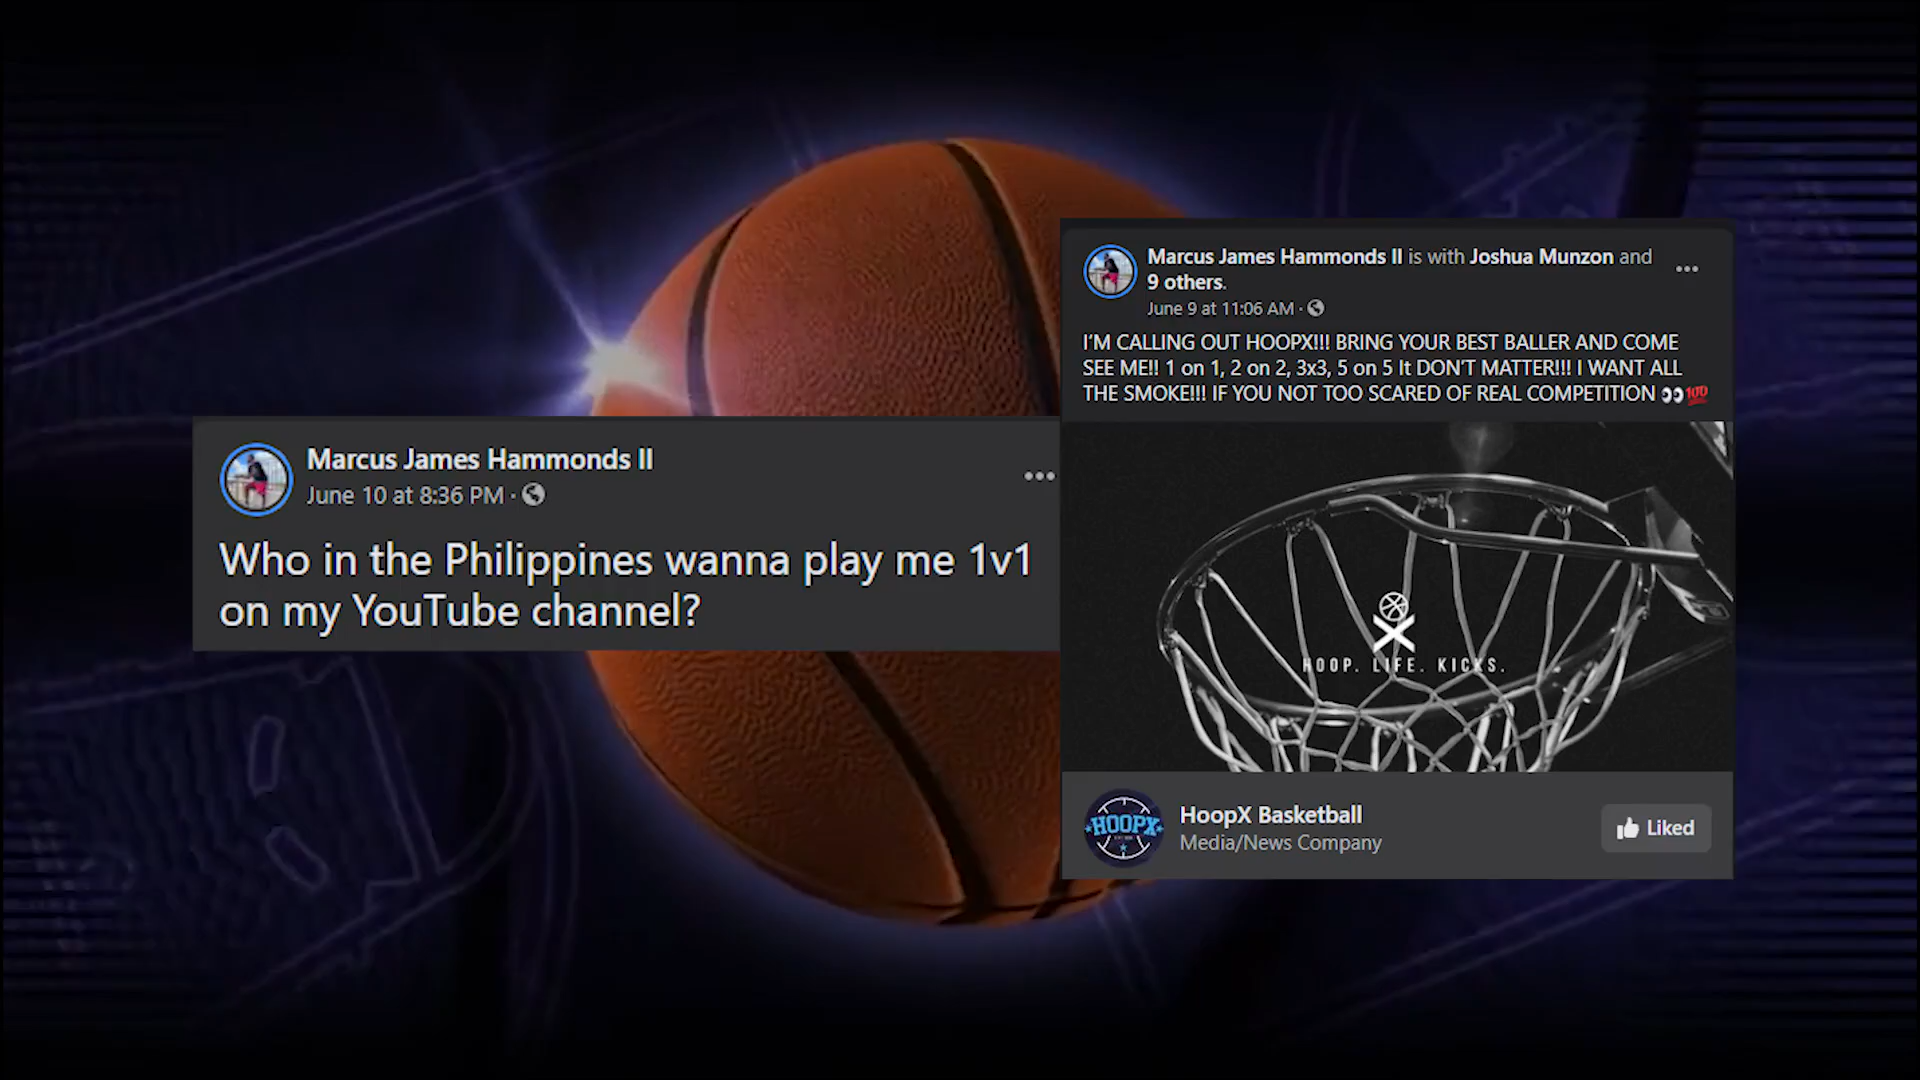 Marcus James Hammonds II
June 10 at 8:36 PM ·
Who in the Philippines wanna play me 1v1
on my YouTube channel?
Marcus James Hammonds II is with Joshua Munzon and
9 others.
June 9 at 11:06 AM ·
I'M CALLING OUT HOOPX!!! BRING YOUR BEST BALLER AND COME
SEE ME!! 1 on 1, 2 on 2, 3x3, 5 on 5 It DON'T MATTER!!! I WANT ALL
THE SMOKE!!! IF YOU NOT TOO SCARED OF REAL COMPETITION 👀💯
X
HOOP. LIFE. KICKS.
HOOPX
HoopX Basketball
Media/News Company
Liked